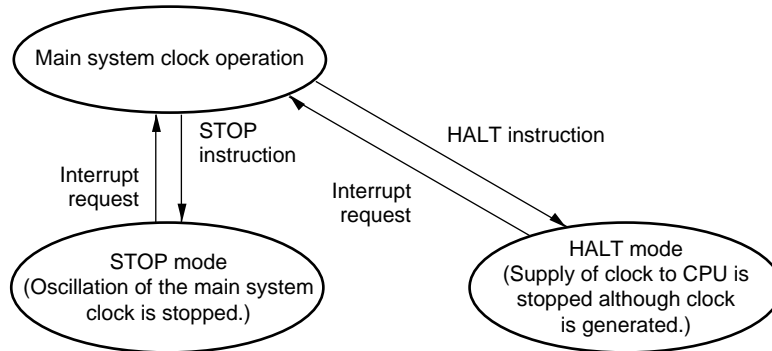 Main system clock operation
STOP
instruction
HALT instruction
Interrupt
request
Interrupt
request
STOP mode
(Oscillation of the main system
clock is stopped.)
HALT mode
(Supply of clock to CPU is
stopped although clock
is generated.)